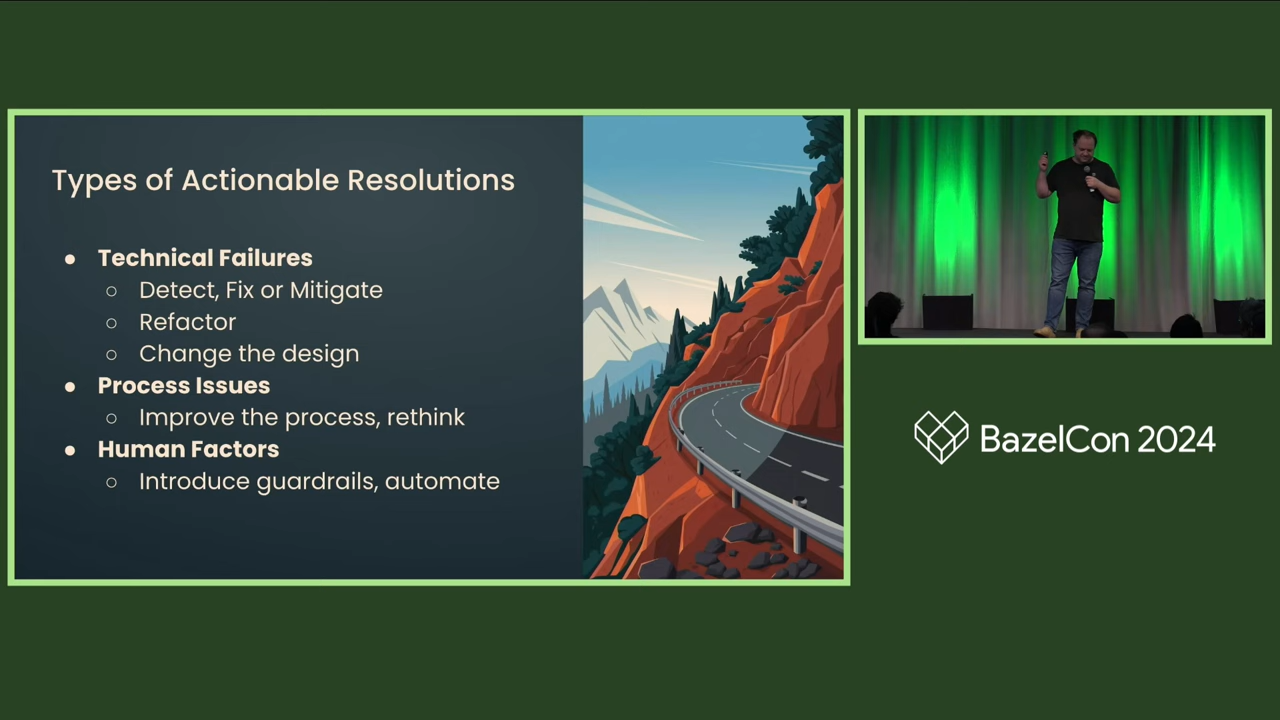 Types of Actionable Resolutions
● Technical Failures
○ Detect, Fix or Mitigate
○ Refactor
○ Change the design
● Process Issues
○ Improve the process, rethink
● Human Factors
○ Introduce guardrails, automate
BazelCon 2024